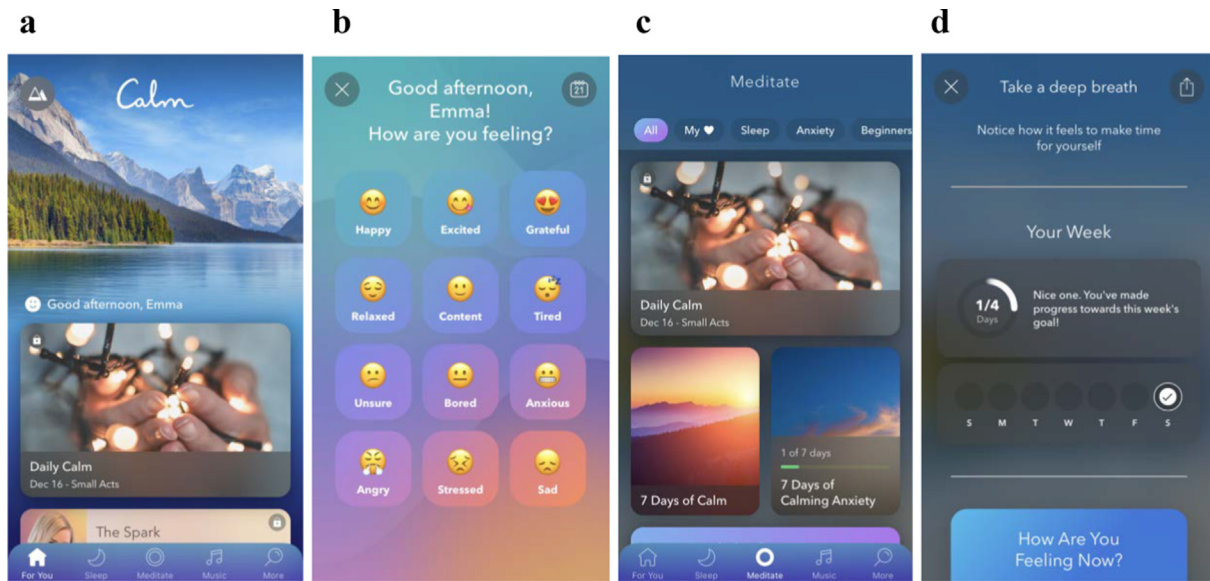 a
Calm
Good afternoon, Emma
Daily Calm
Dec 16 - Small Acts
The Spark
For You
Sleep
Meditate
Music
More
b
21
Good afternoon,
Emma!
How are you feeling?
Happy
Excited
Grateful
Relaxed
Content
Tired
Unsure
Bored
Anxious
Angry
Stressed
Sad
c
Meditate
All
My
Sleep
Anxiety
Beginners
Daily Calm
Dec 16 - Small Acts
7 Days of Calm
1 of 7 days
7 Days of
Calming Anxiety
For You
Sleep
Meditate
Music
More
d
Take a deep breath
Notice how it feels to make time
for yourself
Your Week
1/4
Days
Nice one. You've made
progress towards this week's
goal!
S M T W T F S
How Are You
Feeling Now?